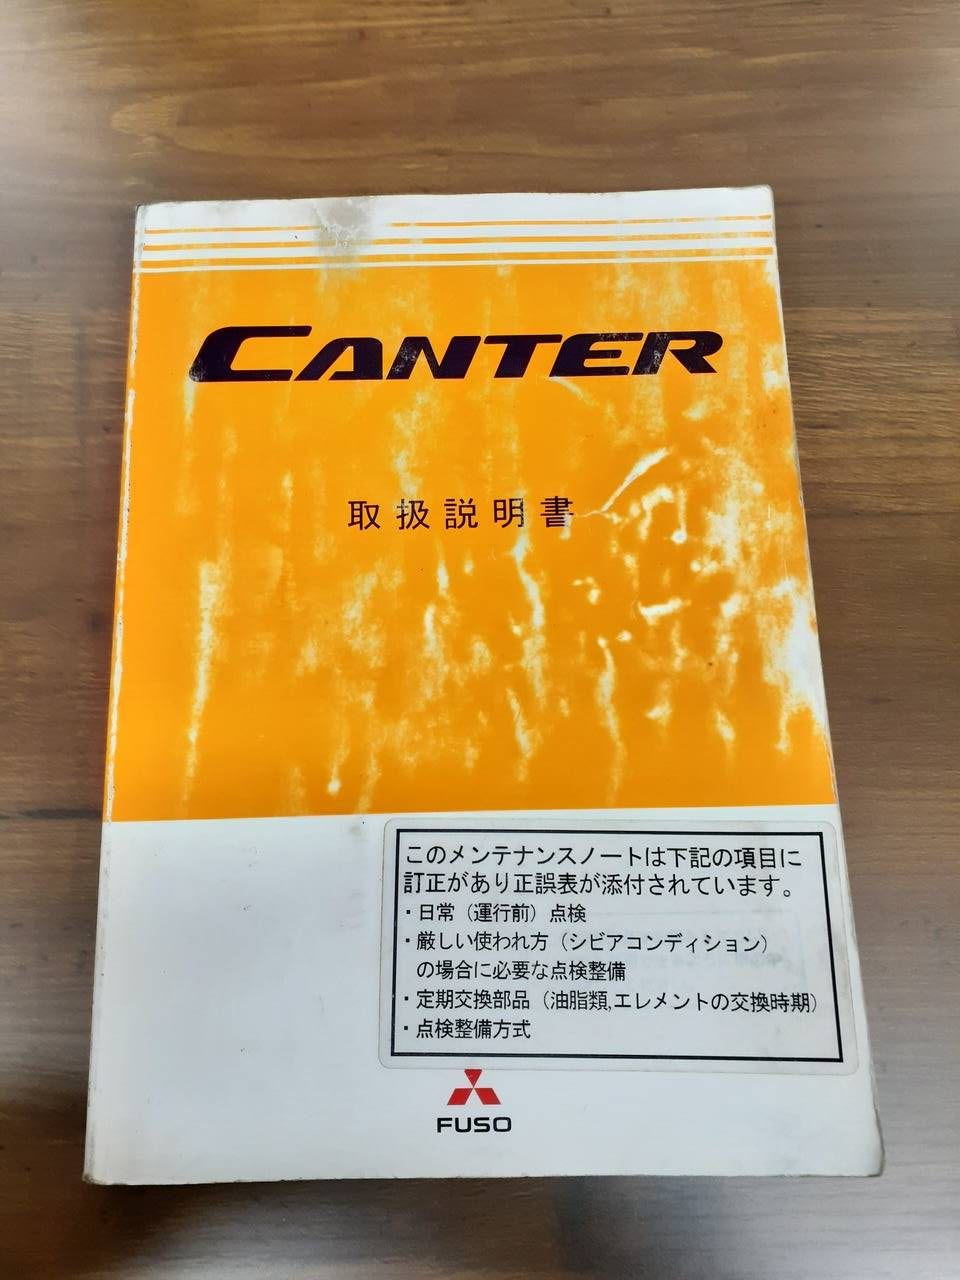 CANTER
取扱説明書
このメンテナンスノートは下記の項目に
訂正があり正誤表が添付されています。
・日常（運行前）点検
・厳しい使われ方（シビアコンディション）
の場合に必要な点検整備
・定期交換部品（油脂類,エレメントの交換時期）
・点検整備方式
FUSO